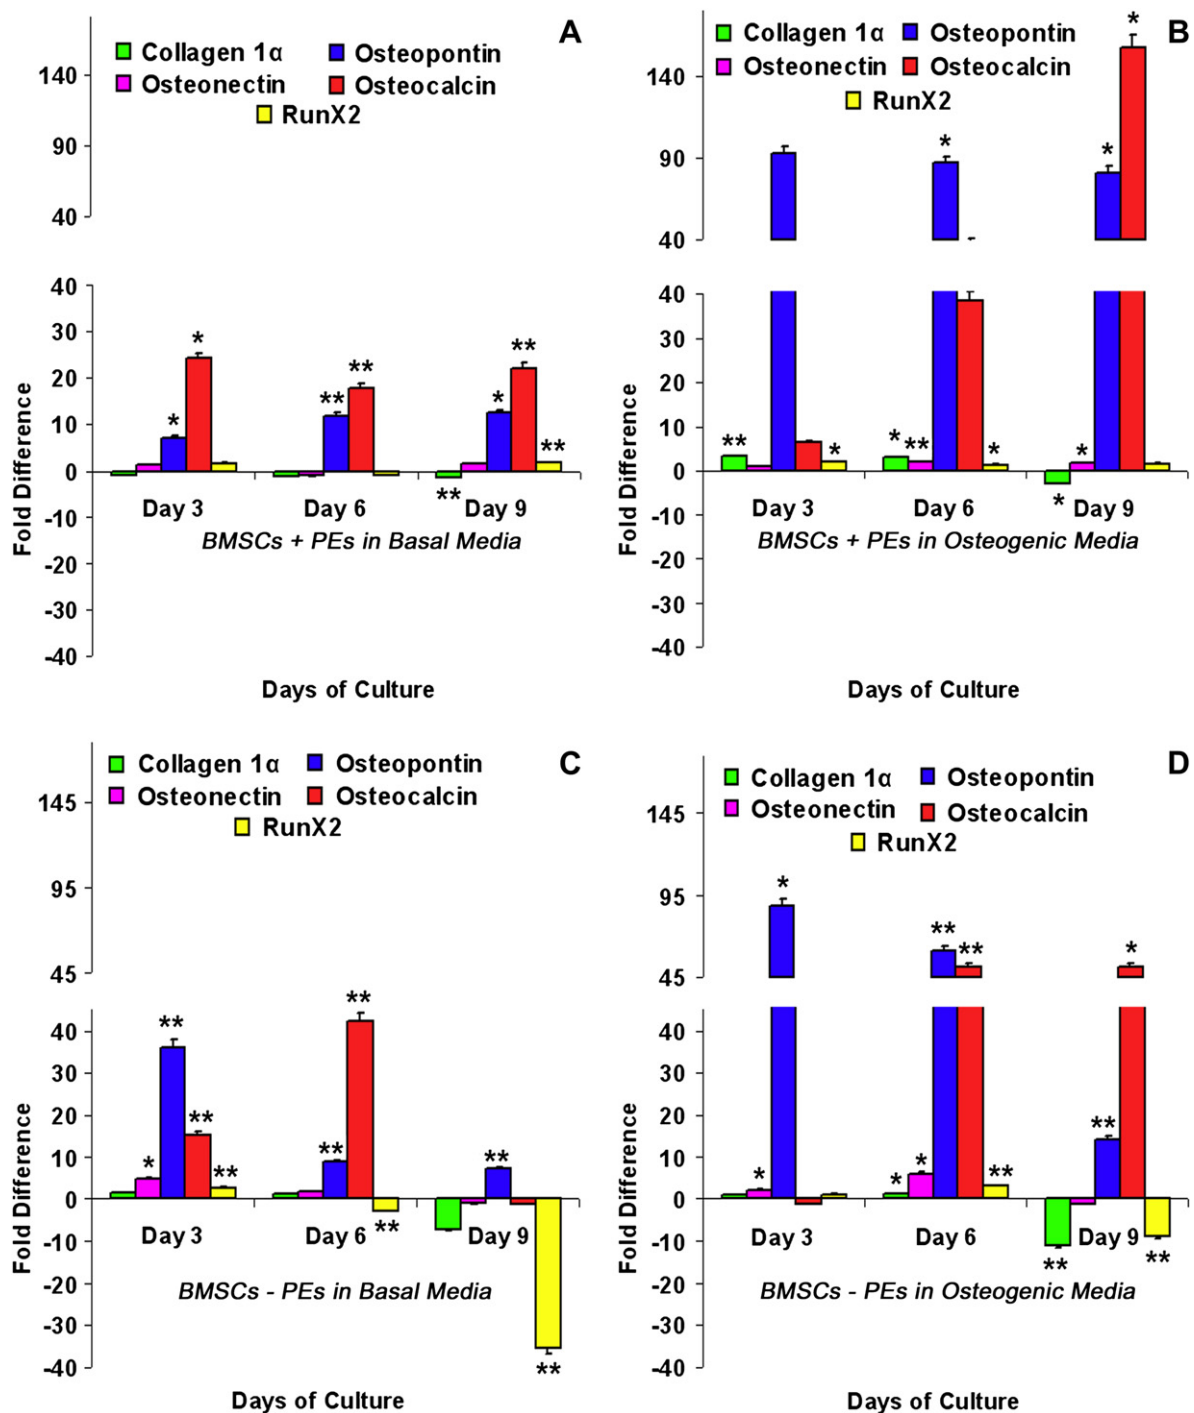 A
Collagen 1α Osteopontin
Osteonectin Osteocalcin
RunX2
140
90
40
40
30
20
10
0
-10
-20
-30
-40
Fold Difference
* * ** ** * ** ** **
Day 3 Day 6 Day 9
BMSCs + PEs in Basal Media
Days of Culture
B
Collagen 1α Osteopontin
Osteonectin Osteocalcin
RunX2
140
90
40
40
30
20
10
0
-10
-20
-30
-40
Fold Difference
** * * * ** * * * * *
Day 3 Day 6 Day 9
BMSCs + PEs in Osteogenic Media
Days of Culture
C
Collagen 1α Osteopontin
Osteonectin Osteocalcin
RunX2
145
95
45
40
30
20
10
0
-10
-20
-30
-40
Fold Difference
* ** ** ** ** ** ** ** **
Day 3 Day 6 Day 9
BMSCs - PEs in Basal Media
Days of Culture
D
Collagen 1α Osteopontin
Osteonectin Osteocalcin
RunX2
145
95
45
40
30
20
10
0
-10
-20
-30
-40
Fold Difference
* * * * ** ** ** ** ** * **
Day 3 Day 6 Day 9
BMSCs - PEs in Osteogenic Media
Days of Culture